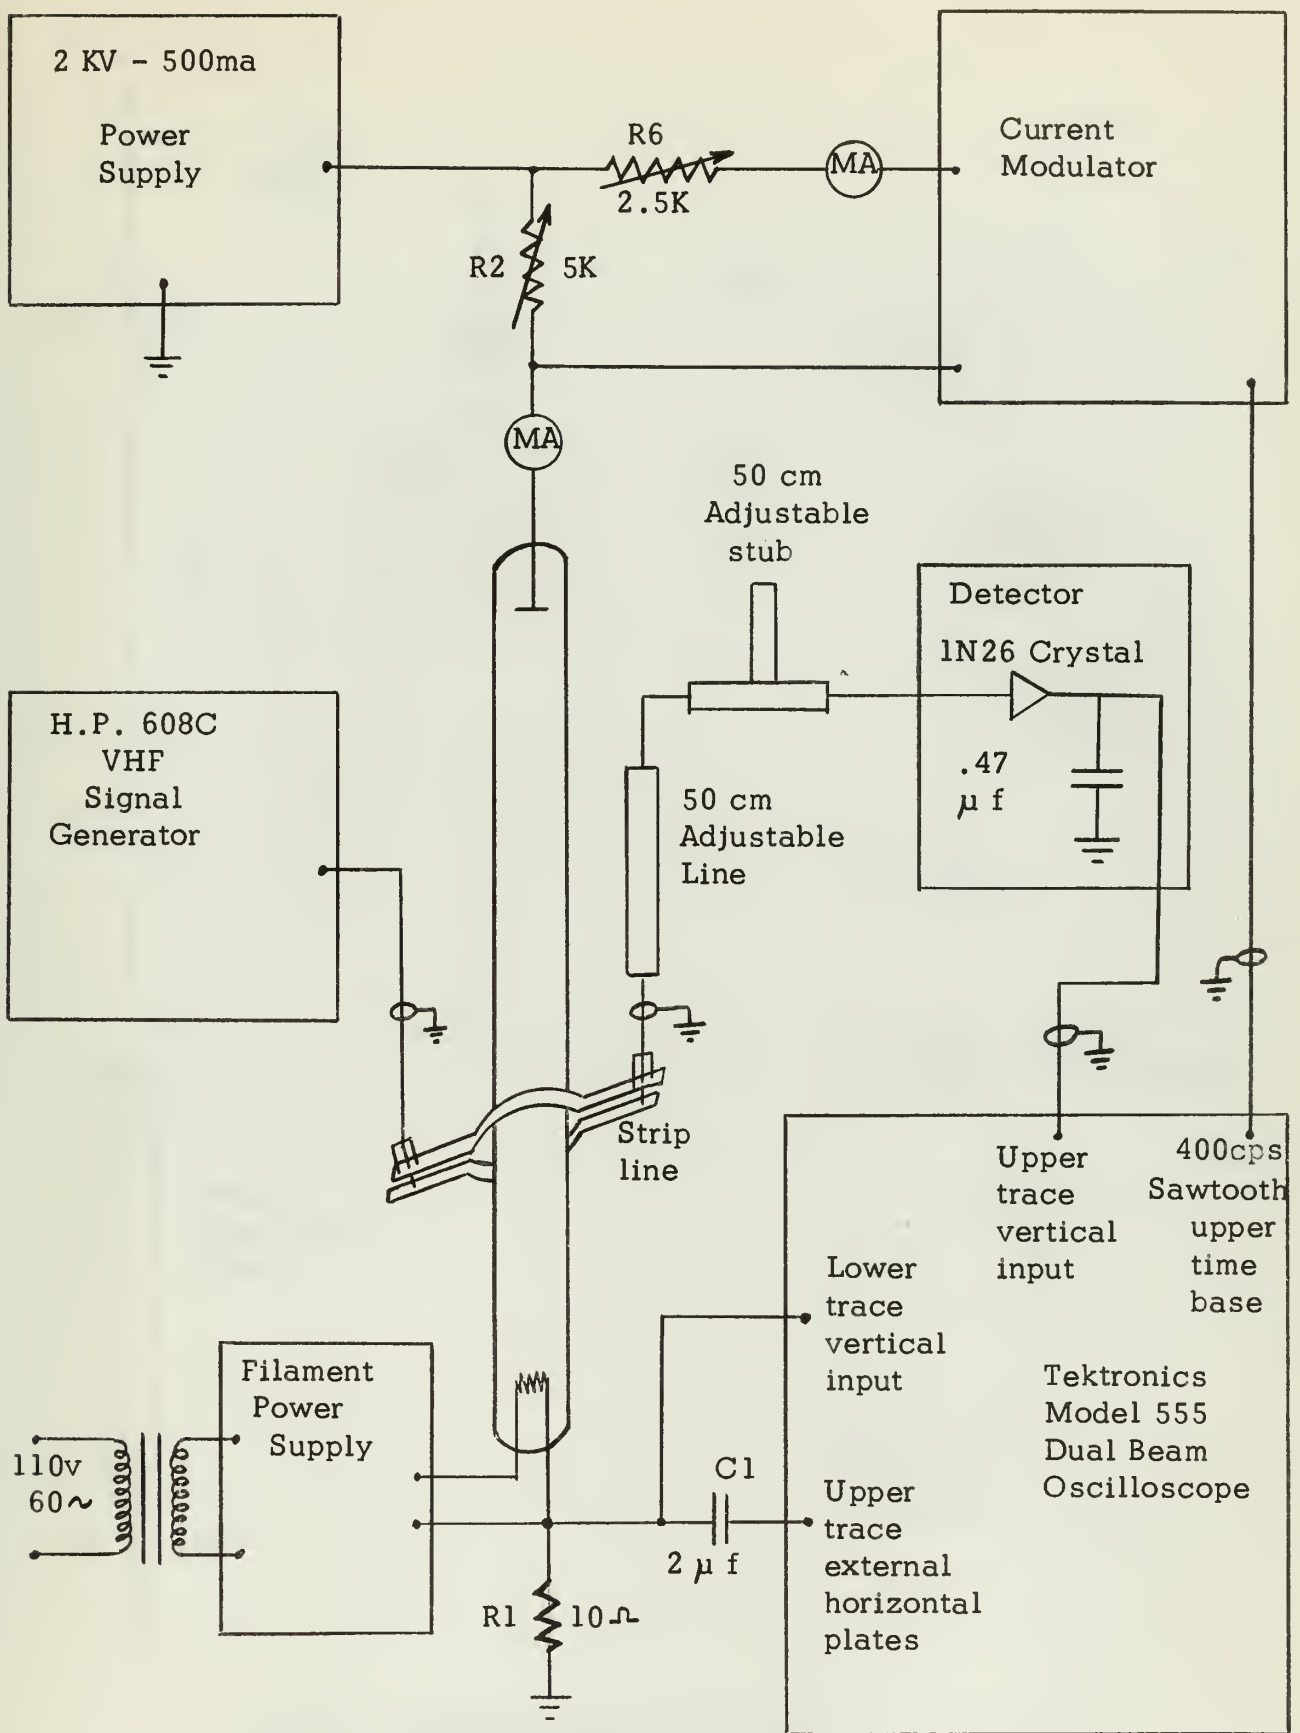 2 KV - 500ma
Power
Supply
R6
2.5K
MA
Current
Modulator
R2
5K
MA
50 cm
Adjustable
stub
Detector
1N26 Crystal
.47
μ f
H.P. 608C
VHF
Signal
Generator
50 cm
Adjustable
Line
Strip
line
Upper
trace
vertical
input
400cps
Sawtooth
upper
time
base
Lower
trace
vertical
input
Tektronics
Model 555
Dual Beam
Oscilloscope
Filament
Power
Supply
110v
60~
C1
2 μ f
Upper
trace
external
horizontal
plates
R1
10Ω